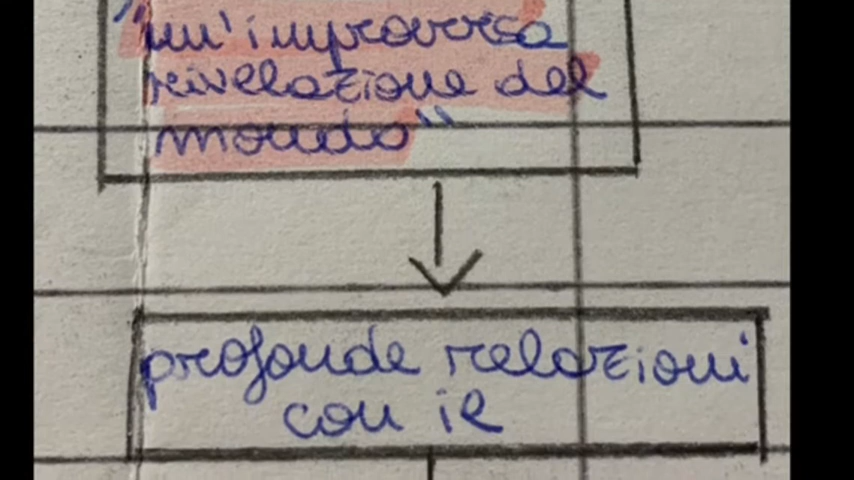 "un'improvvisa
rivelazione del
mondo"
profonde relazioni
con il